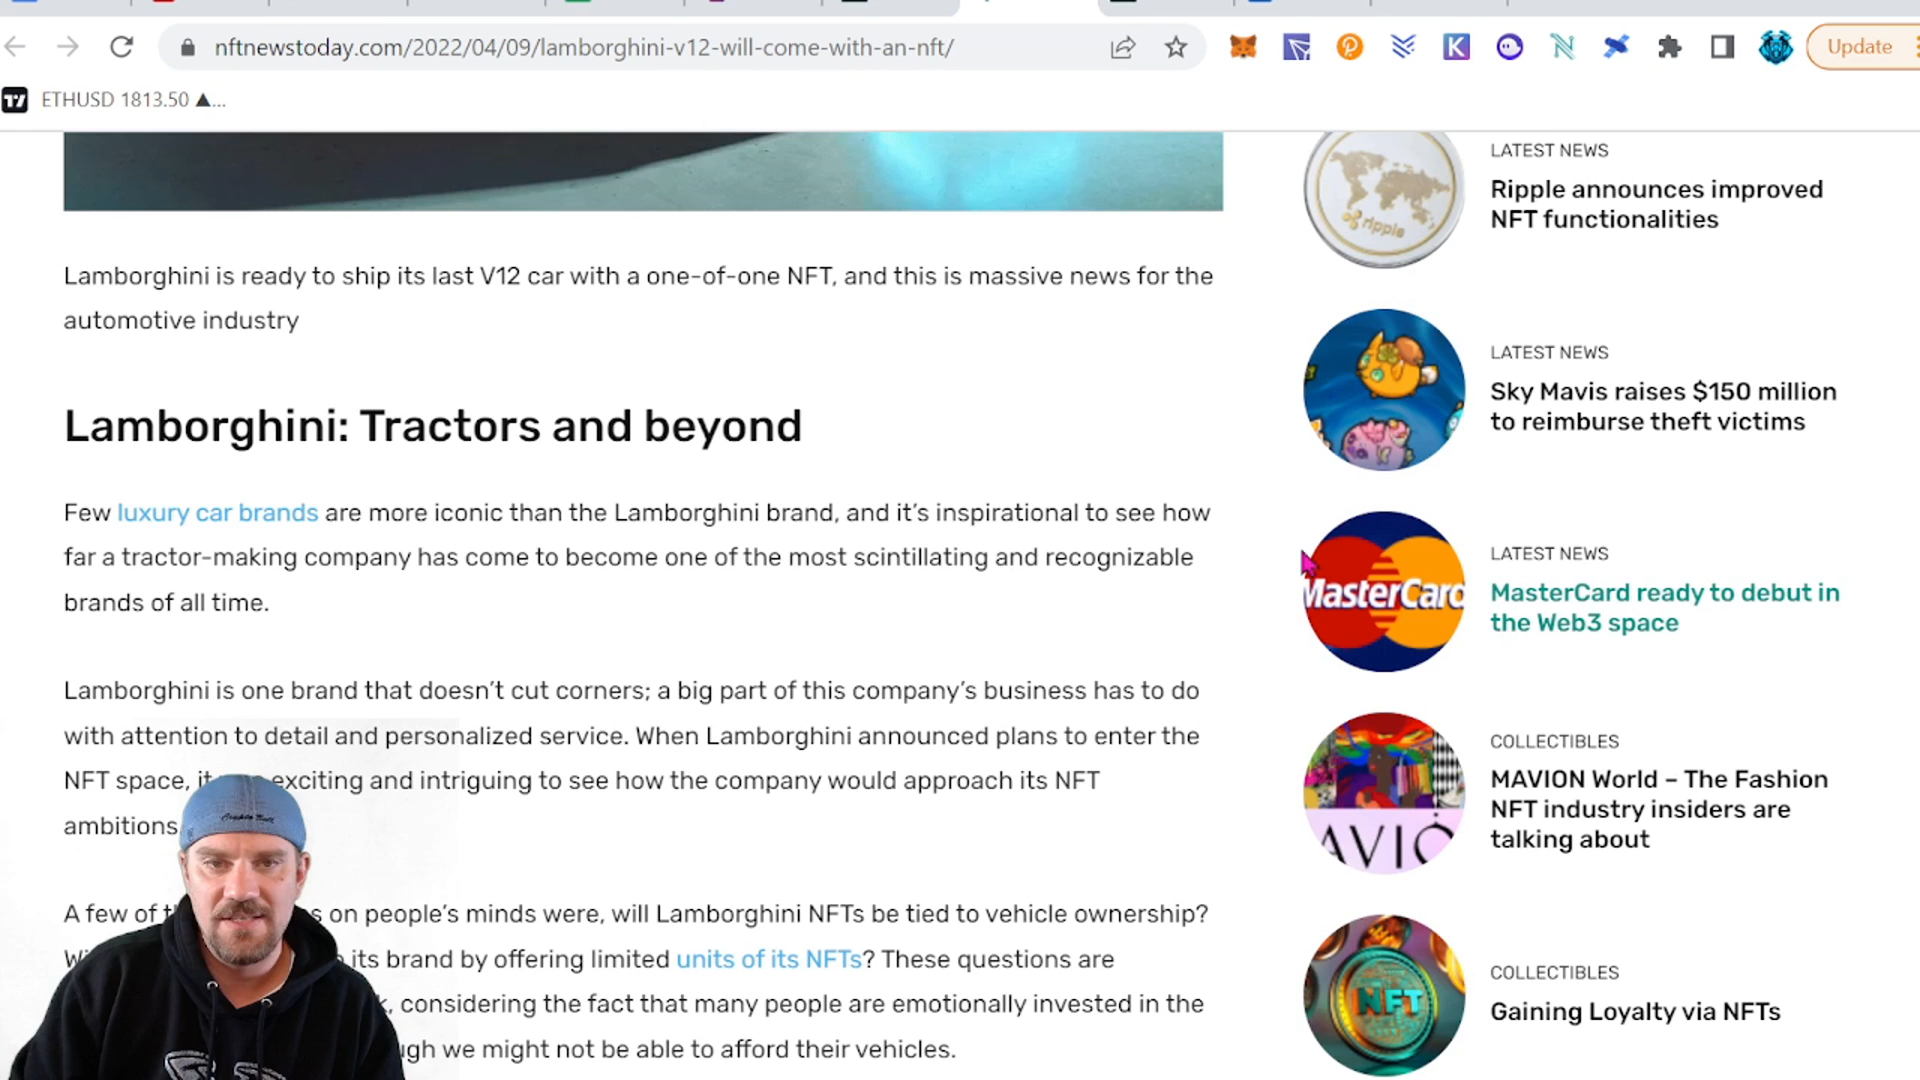 nftnewstoday.com/2022/04/09/lamborghini-v12-will-come-with-an-nft/
Update
ETHUSD 1813.50 ▲...
Lamborghini is ready to ship its last V12 car with a one-of-one NFT, and this is massive news for the
automotive industry
Lamborghini: Tractors and beyond
Few luxury car brands are more iconic than the Lamborghini brand, and it's inspirational to see how
far a tractor-making company has come to become one of the most scintillating and recognizable
brands of all time.
Lamborghini is one brand that doesn't cut corners; a big part of this company's business has to do
with attention to detail and personalized service. When Lamborghini announced plans to enter the
NFT space, exciting and intriguing to see how the company would approach its NFT
ambitions
A few of on people's minds were, will Lamborghini NFTs be tied to vehicle ownership?
its brand by offering limited units of its NFTs? These questions are
considering the fact that many people are emotionally invested in the
we might not be able to afford their vehicles.
ripple
LATEST NEWS
Ripple announces improved
NFT functionalities
LATEST NEWS
Sky Mavis raises $150 million
to reimburse theft victims
MasterCard
LATEST NEWS
MasterCard ready to debut in
the Web3 space
COLLECTIBLES
MAVION World – The Fashion
NFT industry insiders are
talking about
NFT
COLLECTIBLES
Gaining Loyalty via NFTs